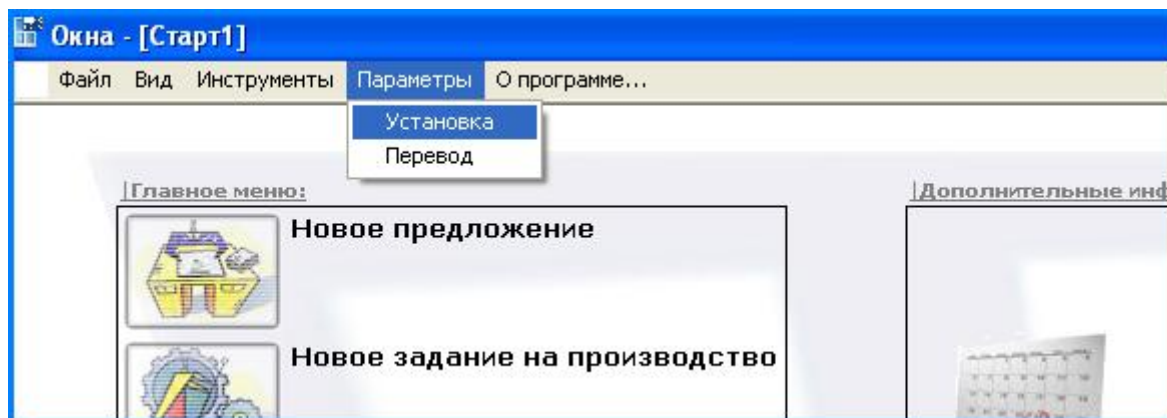 Окна - [Старт1]
Файл Вид Инструменты Параметры О программе...
Установка
Перевод
|Главное меню:
|Дополнительные инф
Новое предложение
Новое задание на производство